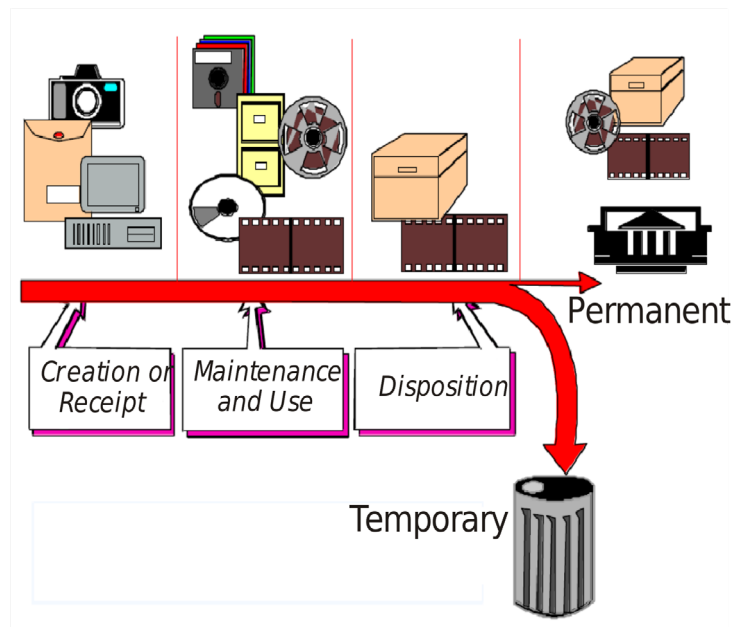 Permanent
Creation or
Receipt
Maintenance
and Use
Disposition
Temporary